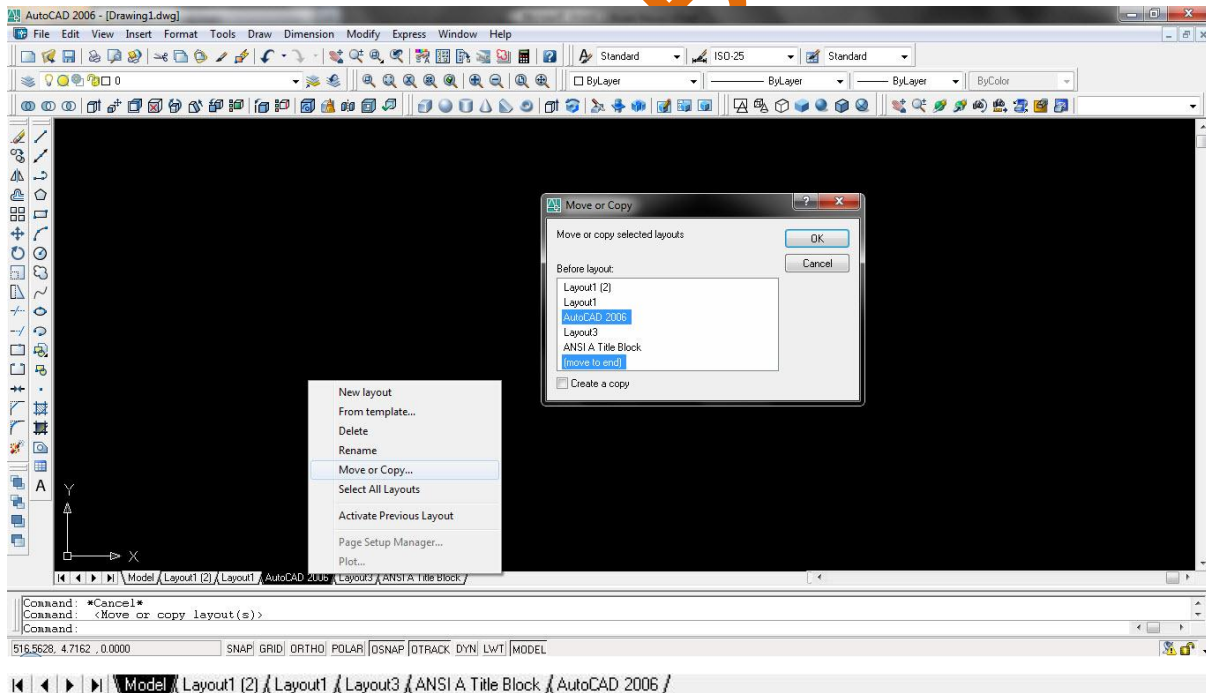 AutoCAD 2006 - [Drawing1.dwg]
File Edit View Insert Format Tools Draw Dimension Modify Express Window Help
Standard ISO-25 Standard
0 ByLayer ByLayer ByLayer ByColor
Move or Copy
Move or copy selected layouts
OK
Before layout:
Cancel
Layout1 (2)
Layout1
AutoCAD 2006
Layout3
ANSI A Title Block
(move to end)
Create a copy
New layout
From template...
Delete
Rename
Move or Copy...
Select All Layouts
Activate Previous Layout
Page Setup Manager...
Plot...
A
Y
X
Model Layout1 (2) Layout1 AutoCAD 2006 Layout3 ANSI A Title Block
Command: *Cancel*
Command: <Move or copy layout(s)>
Command:
516.5628, 4.7162 , 0.0000 SNAP GRID ORTHO POLAR OSNAP OTRACK DYN LWT MODEL
Model Layout1 (2) Layout1 Layout3 ANSI A Title Block AutoCAD 2006